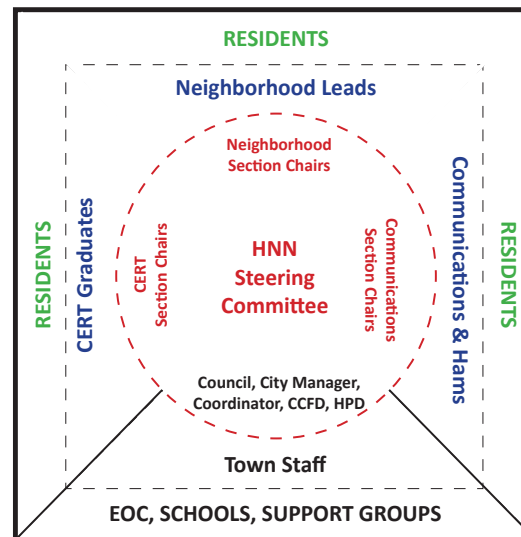 RESIDENTS
Neighborhood Leads
Neighborhood
Section Chairs
RESIDENTS
CERT Graduates
CERT
Section Chairs
HNN
Steering
Committee
Communications
Section Chairs
Communications & Hams
RESIDENTS
Council, City Manager,
Coordinator, CCFD, HPD
Town Staff
EOC, SCHOOLS, SUPPORT GROUPS